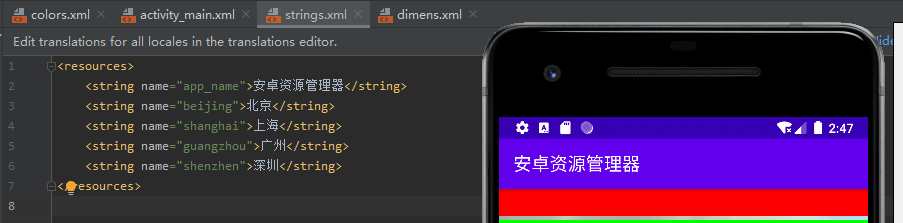 colors.xml activity_main.xml strings.xml dimens.xml
Edit translations for all locales in the translations editor.
1 <resources>
2 <string name="app_name">安卓资源管理器</string>
3 <string name="beijing">北京</string>
4 <string name="shanghai">上海</string>
5 <string name="guangzhou">广州</string>
6 <string name="shenzhen">深圳</string>
7 </resources>
8
A 2:47
安卓资源管理器